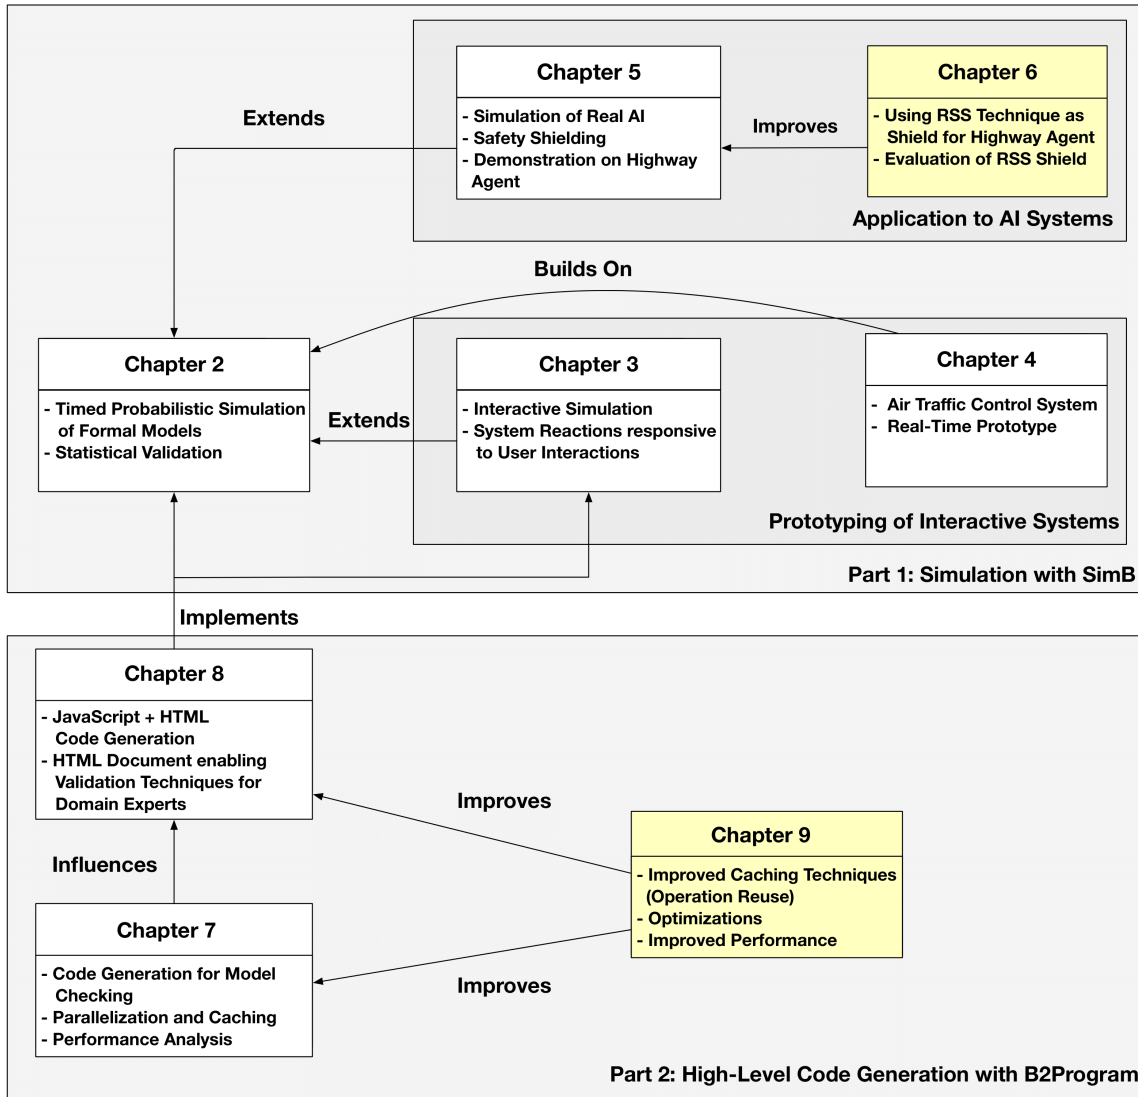 Chapter 5
- Simulation of Real AI
- Safety Shielding
- Demonstration on Highway
Agent
Chapter 6
- Using RSS Technique as
Shield for Highway Agent
- Evaluation of RSS Shield
Extends
Improves
Application to AI Systems
Builds On
Chapter 2
- Timed Probabilistic Simulation
of Formal Models
- Statistical Validation
Extends
Chapter 3
- Interactive Simulation
- System Reactions responsive
to User Interactions
Chapter 4
- Air Traffic Control System
- Real-Time Prototype
Prototyping of Interactive Systems
Part 1: Simulation with SimB
Implements
Chapter 8
- JavaScript + HTML
Code Generation
- HTML Document enabling
Validation Techniques for
Domain Experts
Improves
Influences
Chapter 9
- Improved Caching Techniques
(Operation Reuse)
- Optimizations
- Improved Performance
Chapter 7
- Code Generation for Model
Checking
- Parallelization and Caching
- Performance Analysis
Improves
Part 2: High-Level Code Generation with B2Program